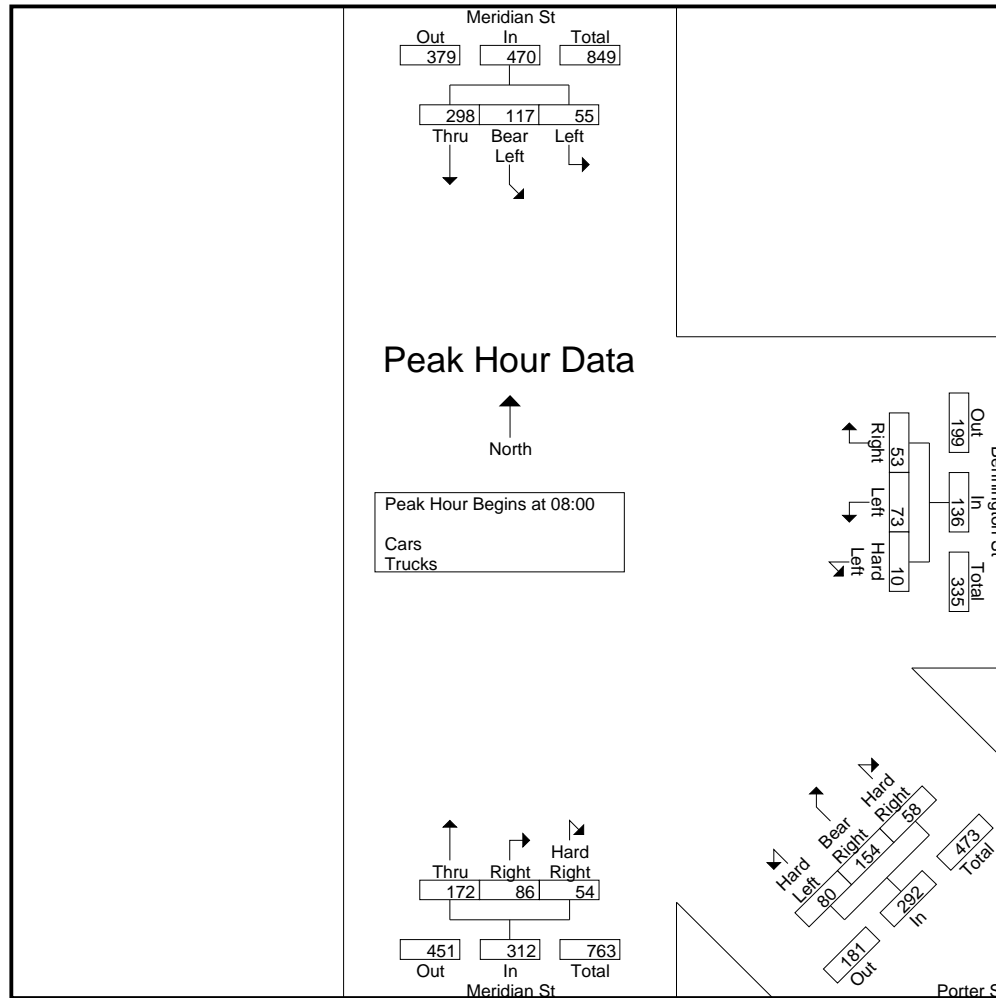 Meridian St
Out In Total
379 470 849
298 117 55
Thru Bear Left Left
Peak Hour Data
North
Peak Hour Begins at 08:00
Cars
Trucks
Out In Total
199 136 335
53 73 10
Right Left Hard Left
Hard Left Bear Right Hard Right
80 154 58
181 292 473
Out In Total
Thru Right Hard Right
172 86 54
451 312 763
Out In Total
Meridian St
Porter S